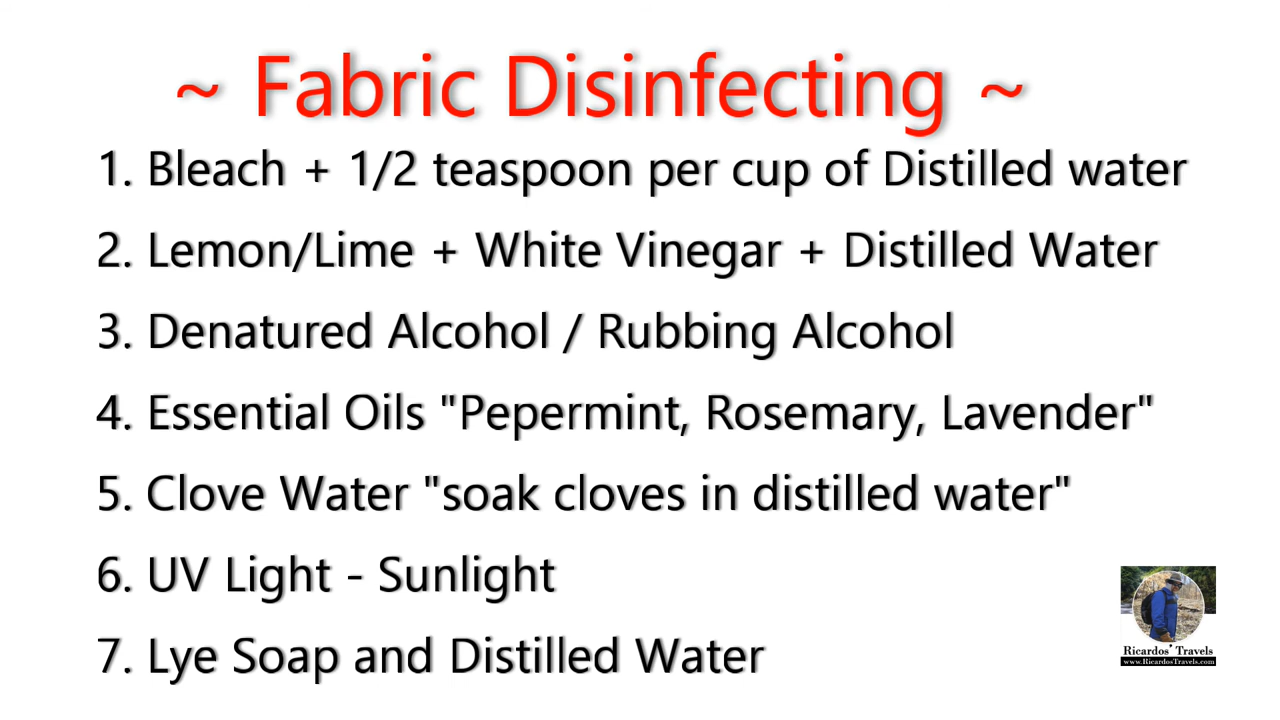 ~ Fabric Disinfecting ~
1. Bleach + 1/2 teaspoon per cup of Distilled water
2. Lemon/Lime + White Vinegar + Distilled Water
3. Denatured Alcohol / Rubbing Alcohol
4. Essential Oils "Pepermint, Rosemary, Lavender"
5. Clove Water "soak cloves in distilled water"
6. UV Light - Sunlight
7. Lye Soap and Distilled Water
Ricardos' Travels
www.RicardosTravels.com